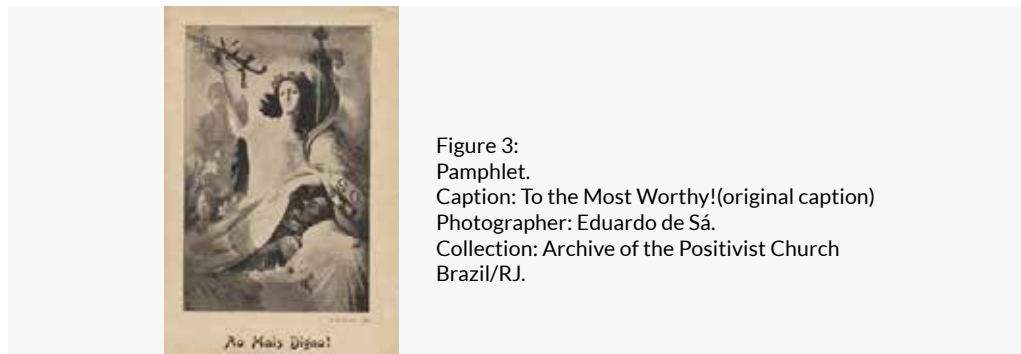 Ao Mais Digno!
Figure 3:
Pamphlet.
Caption: To the Most Worthy!(original caption)
Photographer: Eduardo de Sá.
Collection: Archive of the Positivist Church
Brazil/RJ.